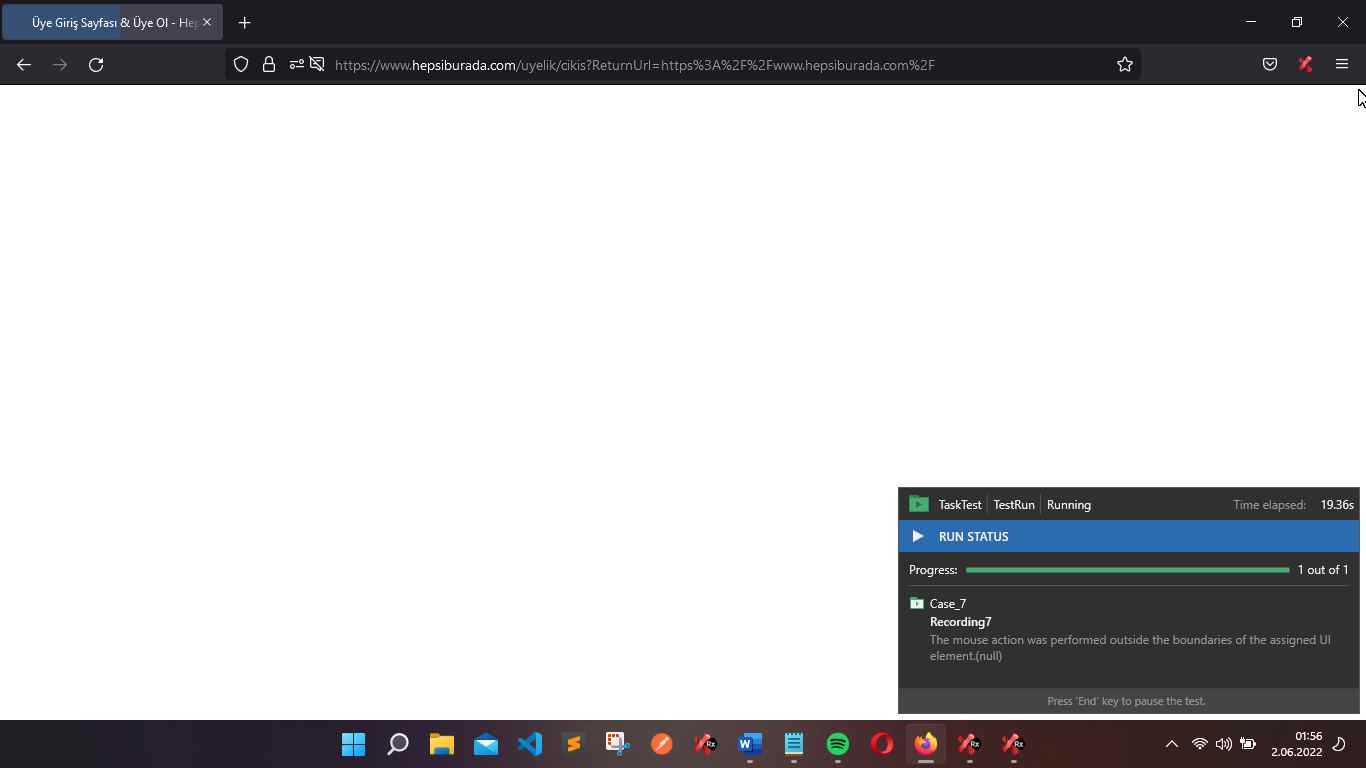 Üye Giriş Sayfası & Üye Ol - Hep
https://www.hepsiburada.com/uyelik/cikis?ReturnUrl=https%3A%2F%2Fwww.hepsiburada.com%2F
TaskTest TestRun Running Time elapsed: 19.36s
RUN STATUS
Progress: 1 out of 1
Case_7
Recording7
The mouse action was performed outside the boundaries of the assigned UI
element.(null)
Press 'End' key to pause the test.
01:56
2.06.2022